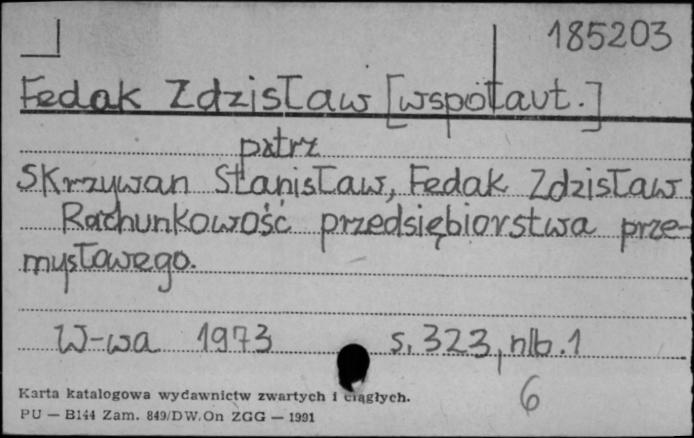 185203
Fedak Zdzisław [współaut.]
patrz
Skrzywan Stanisław, Fedak Zdzisław
Rachunkowość przedsiębiorstwa prze-
mysłowego.
W-wa 1973 s. 323, nlb. 1
6
Karta katalogowa wydawnictw zwartych i ciągłych.
PU — B144 Zam. 849/DW. On ZGG — 1991